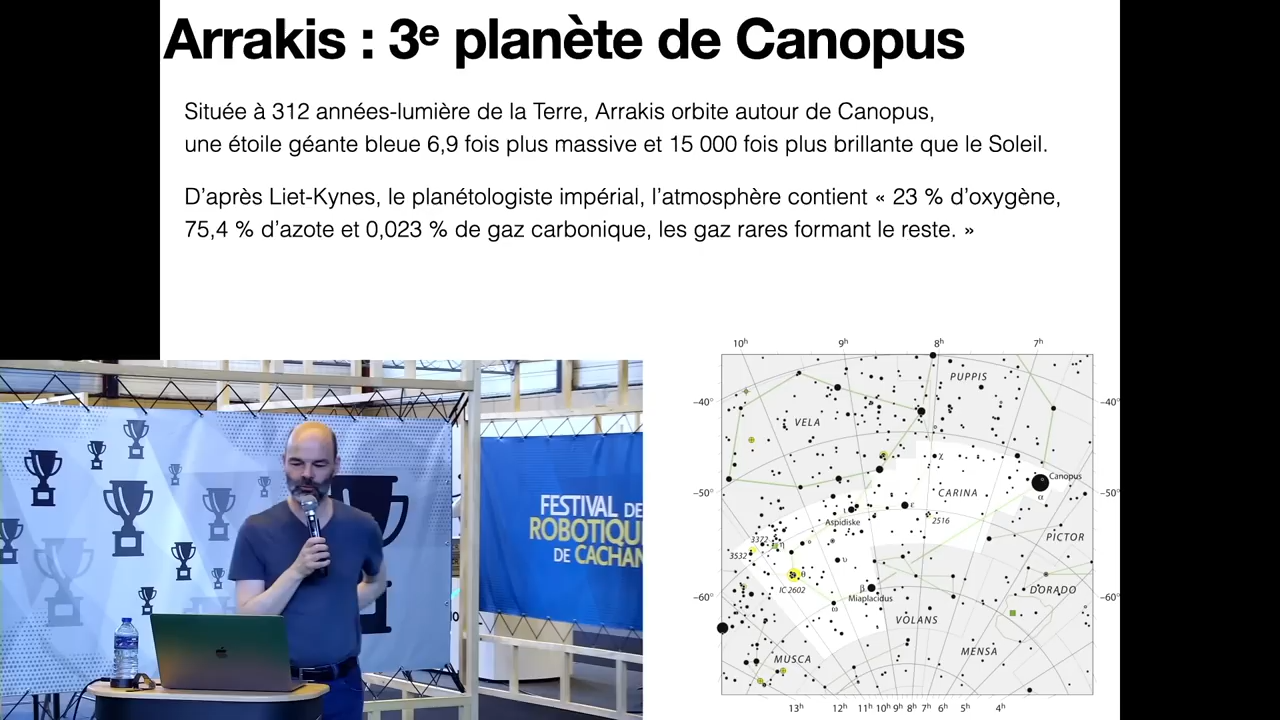 Arrakis : 3e planète de Canopus
Située à 312 années-lumière de la Terre, Arrakis orbite autour de Canopus,
une étoile géante bleue 6,9 fois plus massive et 15 000 fois plus brillante que le Soleil.
D’après Liet-Kynes, le planétologiste impérial, l’atmosphère contient « 23 % d’oxygène,
75,4 % d’azote et 0,023 % de gaz carbonique, les gaz rares formant le reste. »
10h 9h 8h 7h
PUPPIS
–40° –40°
VELA
χ
Canopus
α
–50° CARINA –50°
ι ε
Aspidiske 2516
3372 η
PICTOR
3532
υ
IC 2602 θ
β
DORADO
Miaplacidus
–60° ω –60°
VOLANS
MUSCA MENSA
13h 12h 11h 10h 9h 8h 7h 6h 5h 4h
FESTIVAL DE
ROBOTIQU
DE CACHAN